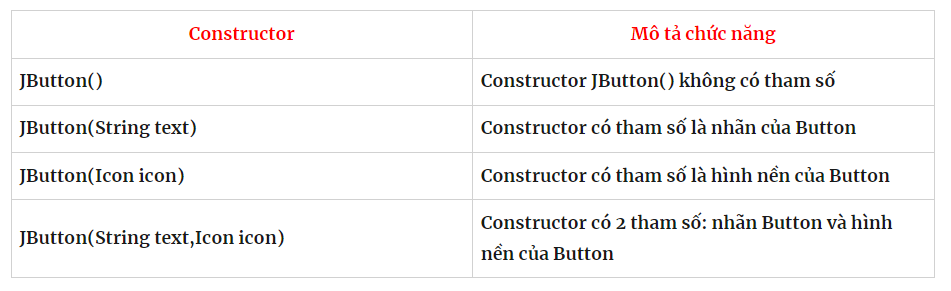 Constructor
Mô tả chức năng
JButton()
Constructor JButton() không có tham số
JButton(String text)
Constructor có tham số là nhãn của Button
JButton(Icon icon)
Constructor có tham số là hình nền của Button
JButton(String text,Icon icon)
Constructor có 2 tham số: nhãn Button và hình
nền của Button